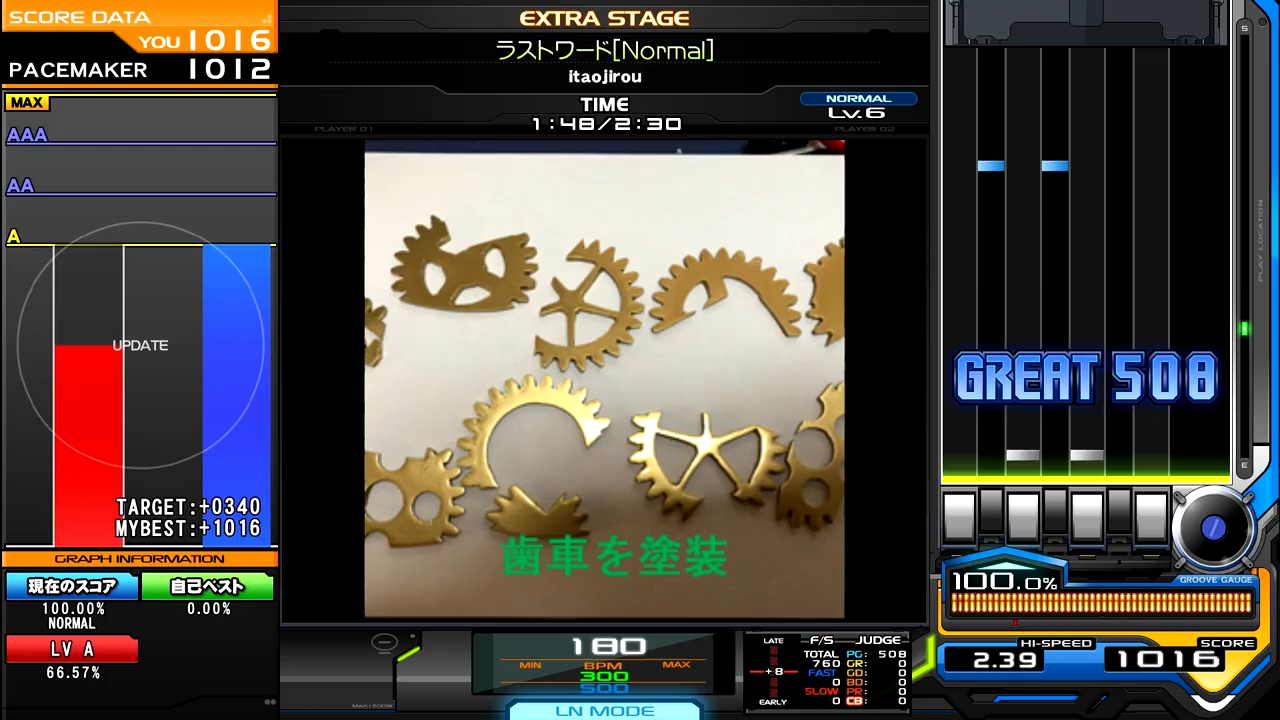 SCORE DATA
YOU 1016
PACEMAKER 1012
MAX
AAA
AA
A
UPDATE
TARGET:+0340
MYBEST:+1016
GRAPH INFORMATION
現在のスコア 自己ベスト
100.00% 0.00%
NORMAL
LV A
66.57%
EXTRA STAGE
ラストワード[Normal]
itaojirou
TIME
1:48/2:30
NORMAL
Lv.6
PLAYER 01 PLAYER 02
歯車を塗装
180
MIN BPM MAX
300
500
LN MODE
MAX|500W
LATE
+8
EARLY
F/S JUDGE
TOTAL PG: 508
760 GR: 0
FAST GD: 0
0 BD: 0
SLOW PR: 0
0 CB: 0
GREAT 508
S
E
PLAY LOCATION
100.0%
GROOVE GAUGE
HI-SPEED SCORE
2.39 1016